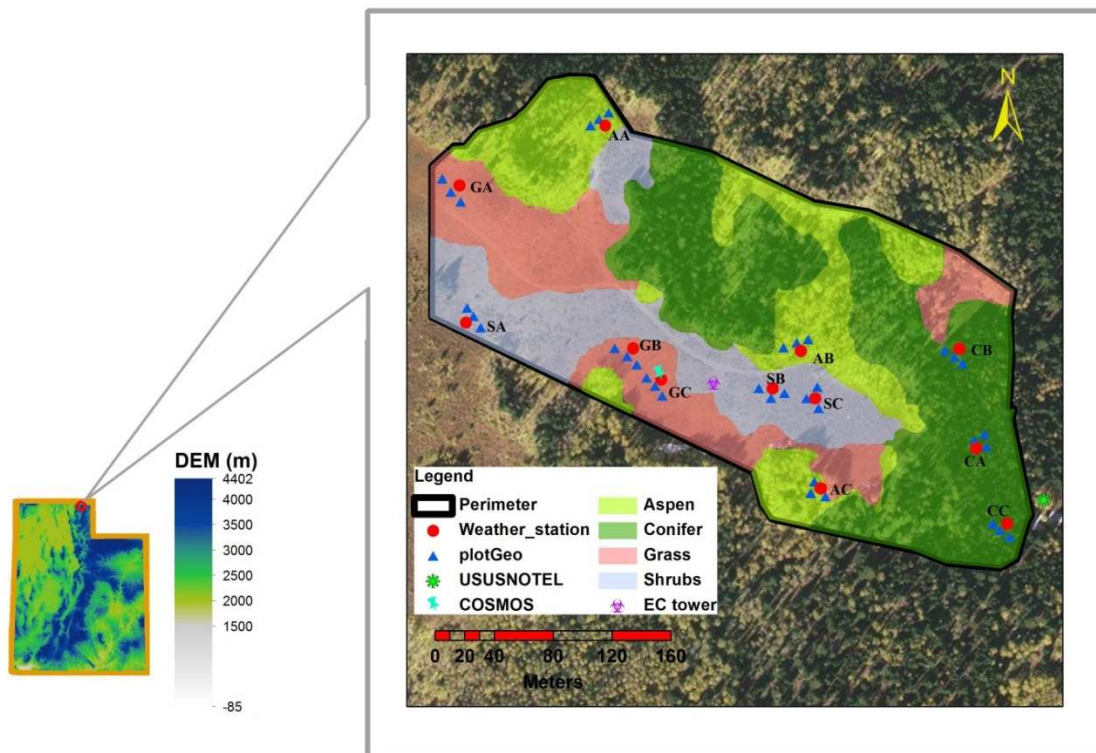 N
AA
GA
SA
GB
GC
AB
SB
SC
CB
CA
AC
CC
DEM (m)
4402
4000
3500
3000
2500
2000
1500
-85
Legend
Perimeter
Weather_station
plotGeo
USUSNOTEL
COSMOS
Aspen
Conifer
Grass
Shrubs
EC tower
0 20 40 80 120 160
Meters